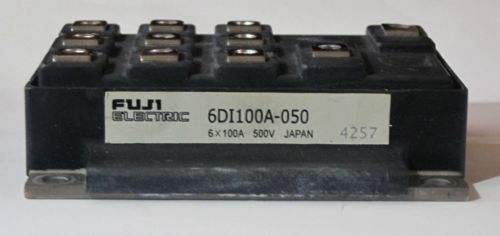 FUJI
ELECTRIC
6DI100A-050
6×100A 500V JAPAN
4257